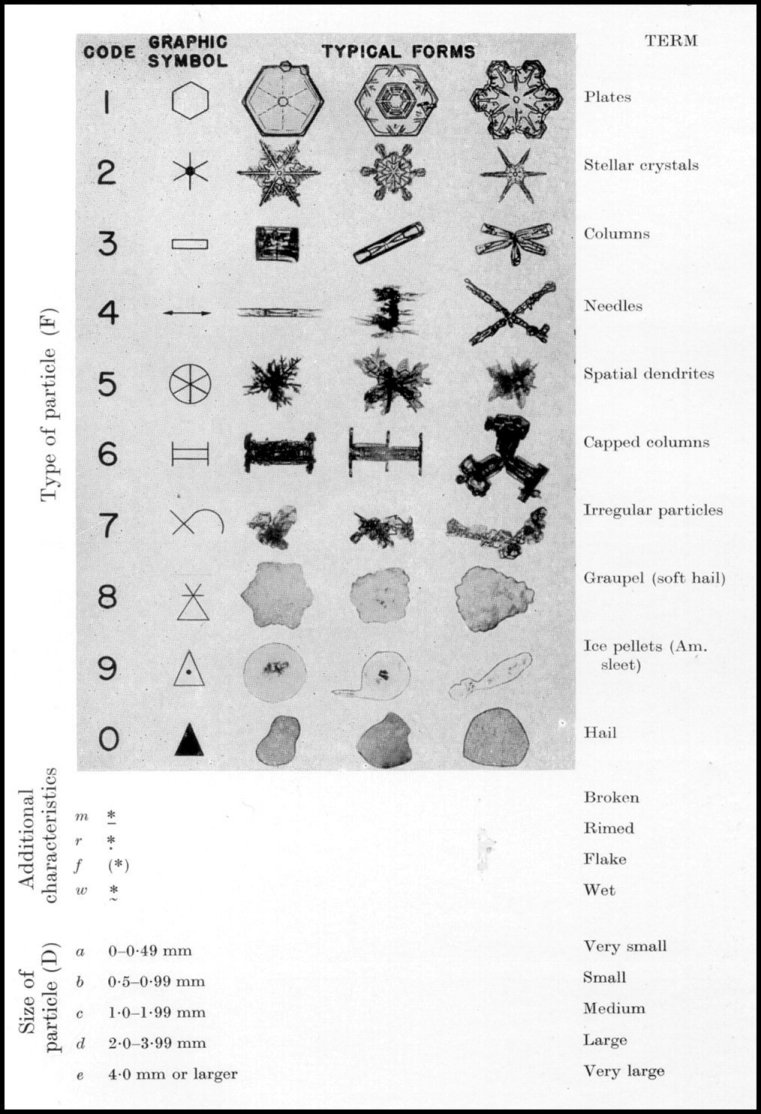 CODE GRAPHIC SYMBOL TYPICAL FORMS TERM
Type of particle (F)
1 Plates
2 Stellar crystals
3 Columns
4 Needles
5 Spatial dendrites
6 Capped columns
7 Irregular particles
8 Graupel (soft hail)
9 Ice pellets (Am.
sleet)
0 Hail
Additional
characteristics
m * Broken
r * Rimed
f (*) Flake
w * Wet
Size of
particle (D)
a 0–0·49 mm Very small
b 0·5–0·99 mm Small
c 1·0–1·99 mm Medium
d 2·0–3·99 mm Large
e 4·0 mm or larger Very large